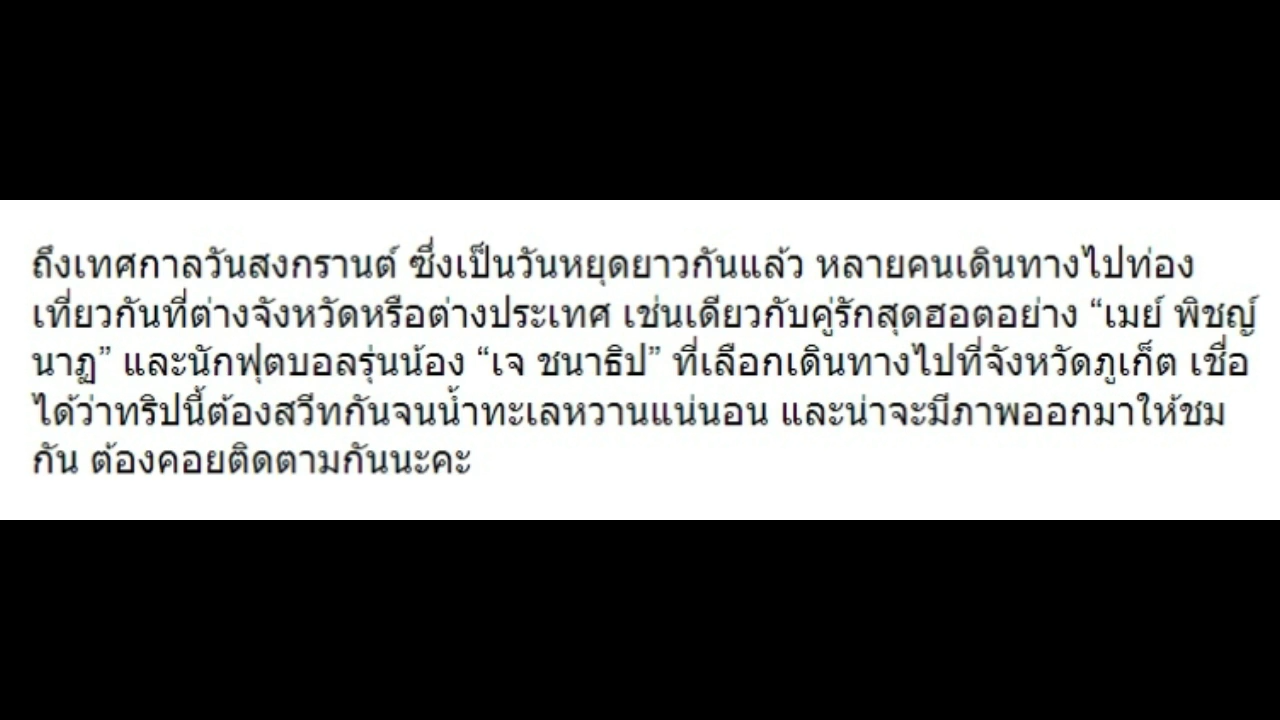 ถึงเทศกาลวันสงกรานต์ ซึ่งเป็นวันหยุดยาวกันแล้ว หลายคนเดินทางไปท่อง
เที่ยวกันที่ต่างจังหวัดหรือต่างประเทศ เช่นเดียวกับคู่รักสุดฮอตอย่าง “เมย์ พิชญ์
นาฏ” และนักฟุตบอลรุ่นน้อง “เจ ชนาธิป” ที่เลือกเดินทางไปที่จังหวัดภูเก็ต เชื่อ
ได้ว่าทริปนี้ต้องสวีทกันจนน้ำทะเลหวานแน่นอน และน่าจะมีภาพออกมาให้ชม
กัน ต้องคอยติดตามกันนะคะ